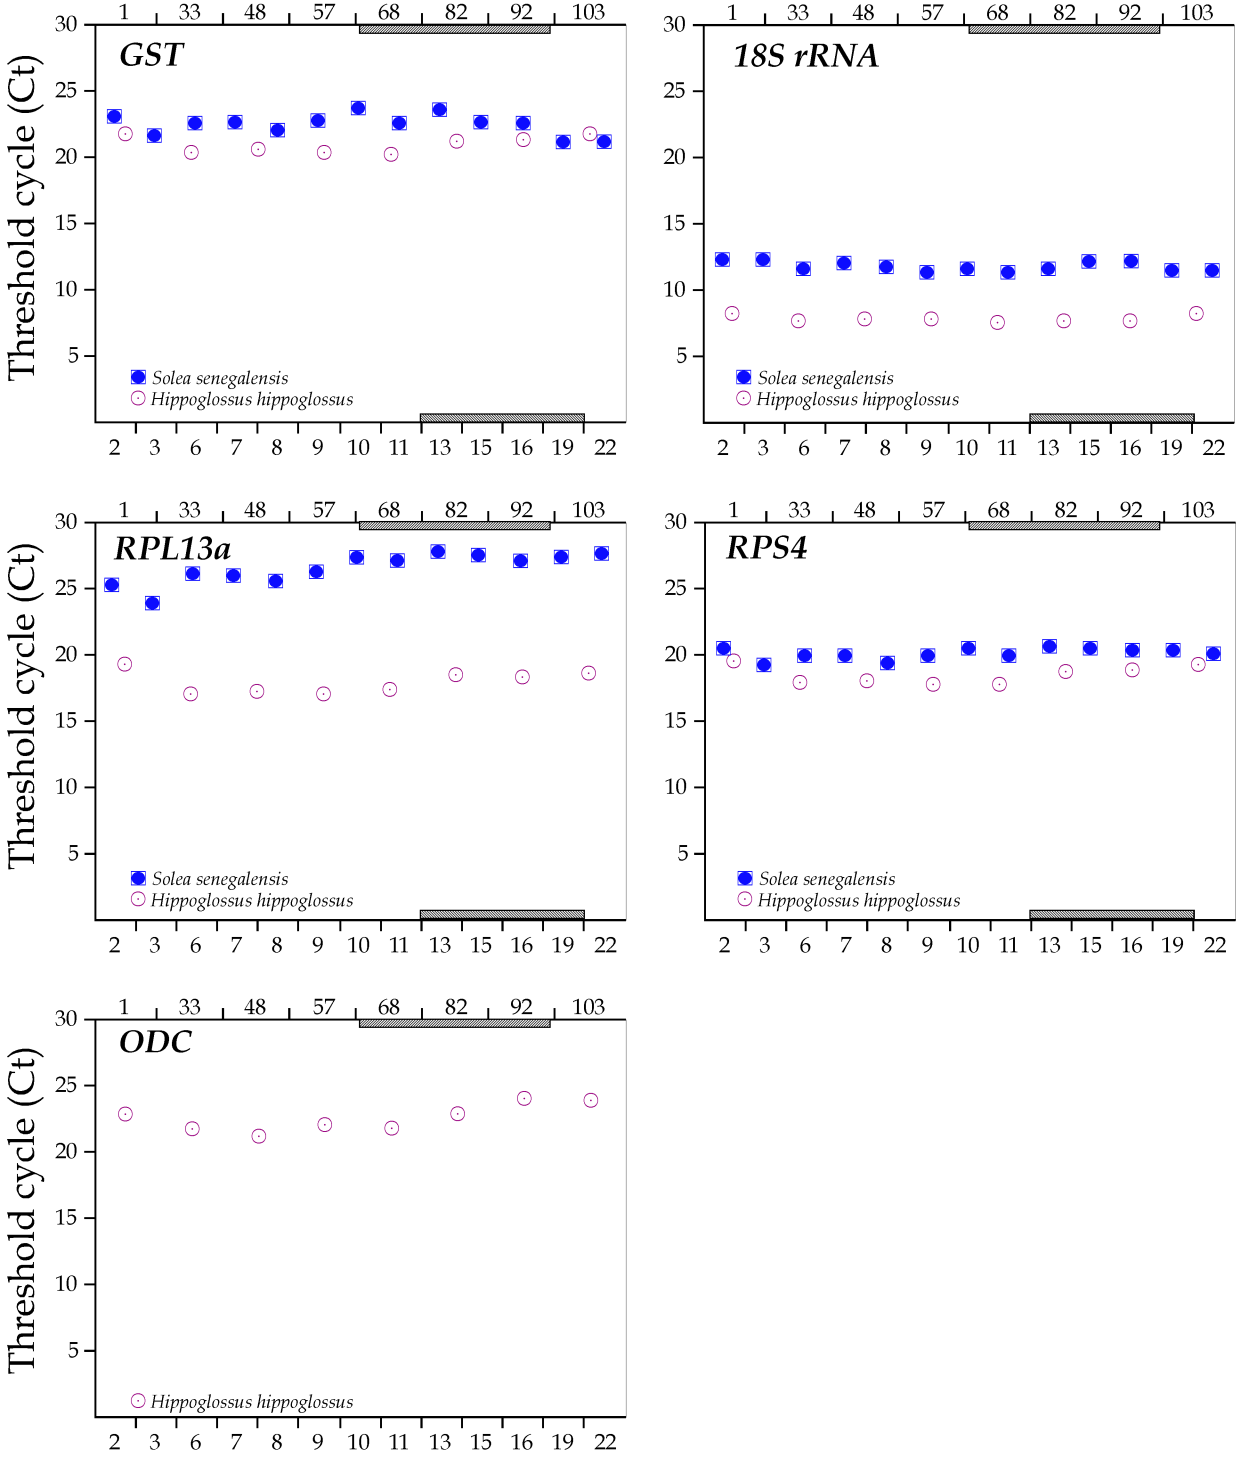 1 33 48 57 68 82 92 103
30
GST
25
20
15
10
5
Threshold cycle (Ct)
Solea senegalensis
Hippoglossus hippoglossus
2 3 6 7 8 9 10 11 13 15 16 19 22
1 33 48 57 68 82 92 103
30
18S rRNA
25
20
15
10
5
Solea senegalensis
Hippoglossus hippoglossus
2 3 6 7 8 9 10 11 13 15 16 19 22
1 33 48 57 68 82 92 103
30
RPL13a
25
20
15
10
5
Threshold cycle (Ct)
Solea senegalensis
Hippoglossus hippoglossus
2 3 6 7 8 9 10 11 13 15 16 19 22
1 33 48 57 68 82 92 103
30
RPS4
25
20
15
10
5
Solea senegalensis
Hippoglossus hippoglossus
2 3 6 7 8 9 10 11 13 15 16 19 22
1 33 48 57 68 82 92 103
30
ODC
25
20
15
10
5
Threshold cycle (Ct)
Hippoglossus hippoglossus
2 3 6 7 8 9 10 11 13 15 16 19 22